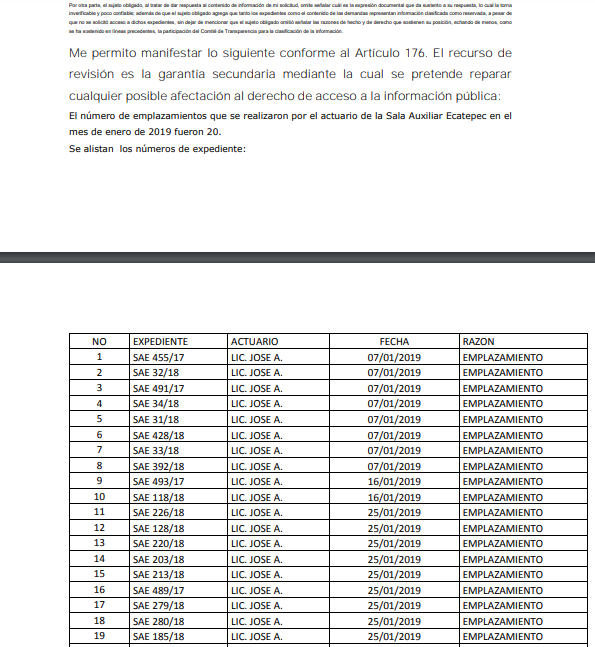 Por otra parte, el sujeto obligado, al tratar de dar respuesta al contenido de información de mi solicitud, omite señalar cuál es la expresión documental que da sustento a su respuesta, lo cual la torna
inverificable y poco confiable; además de que el sujeto obligado agrega que tanto los expedientes como el contenido de las demandas representan información clasificada como reservada, a pesar de
que no se solicitó acceso a dichos expedientes, sin dejar de mencionar que el sujeto obligado omitió señalar las razones de hecho y de derecho que sostienen su posición, echando de menos, como
se ha sostenido en líneas precedentes, la participación del Comité de Transparencia para la clasificación de la información.
Me permito manifestar lo siguiente conforme al Artículo 176. El recurso de
revisión es la garantía secundaria mediante la cual se pretende reparar
cualquier posible afectación al derecho de acceso a la información pública:
El número de emplazamientos que se realizaron por el actuario de la Sala Auxiliar Ecatepec en el
mes de enero de 2019 fueron 20.
Se alistan los números de expediente:
NO EXPEDIENTE ACTUARIO FECHA RAZON
1 SAE 455/17 LIC. JOSE A. 07/01/2019 EMPLAZAMIENTO
2 SAE 32/18 LIC. JOSE A. 07/01/2019 EMPLAZAMIENTO
3 SAE 491/17 LIC. JOSE A. 07/01/2019 EMPLAZAMIENTO
4 SAE 34/18 LIC. JOSE A. 07/01/2019 EMPLAZAMIENTO
5 SAE 31/18 LIC. JOSE A. 07/01/2019 EMPLAZAMIENTO
6 SAE 428/18 LIC. JOSE A. 07/01/2019 EMPLAZAMIENTO
7 SAE 33/18 LIC. JOSE A. 07/01/2019 EMPLAZAMIENTO
8 SAE 392/18 LIC. JOSE A. 07/01/2019 EMPLAZAMIENTO
9 SAE 493/17 LIC. JOSE A. 16/01/2019 EMPLAZAMIENTO
10 SAE 118/18 LIC. JOSE A. 16/01/2019 EMPLAZAMIENTO
11 SAE 226/18 LIC. JOSE A. 25/01/2019 EMPLAZAMIENTO
12 SAE 128/18 LIC. JOSE A. 25/01/2019 EMPLAZAMIENTO
13 SAE 220/18 LIC. JOSE A. 25/01/2019 EMPLAZAMIENTO
14 SAE 203/18 LIC. JOSE A. 25/01/2019 EMPLAZAMIENTO
15 SAE 213/18 LIC. JOSE A. 25/01/2019 EMPLAZAMIENTO
16 SAE 489/17 LIC. JOSE A. 25/01/2019 EMPLAZAMIENTO
17 SAE 279/18 LIC. JOSE A. 25/01/2019 EMPLAZAMIENTO
18 SAE 280/18 LIC. JOSE A. 25/01/2019 EMPLAZAMIENTO
19 SAE 185/18 LIC. JOSE A. 25/01/2019 EMPLAZAMIENTO